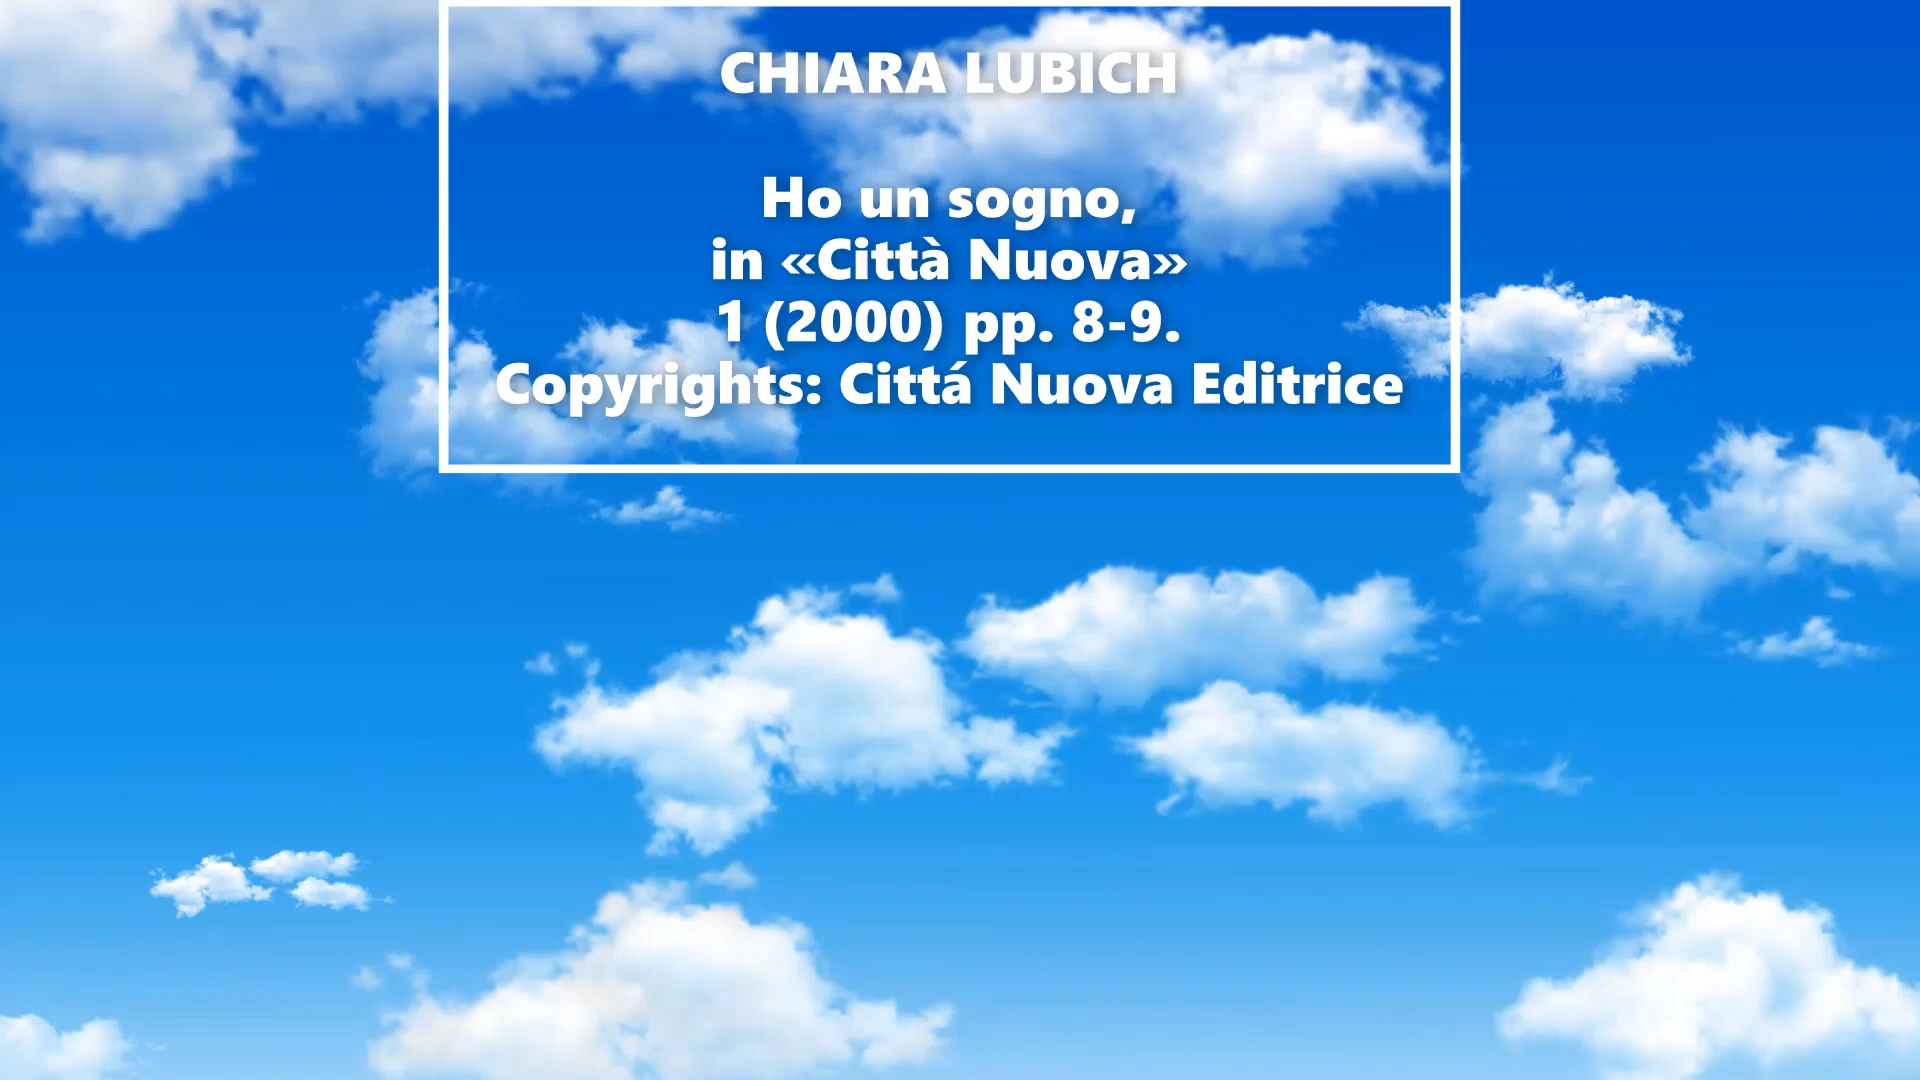 CHIARA LUBICH
Ho un sogno,
in «Città Nuova»
1 (2000) pp. 8-9.
Copyrights: Cittá Nuova Editrice